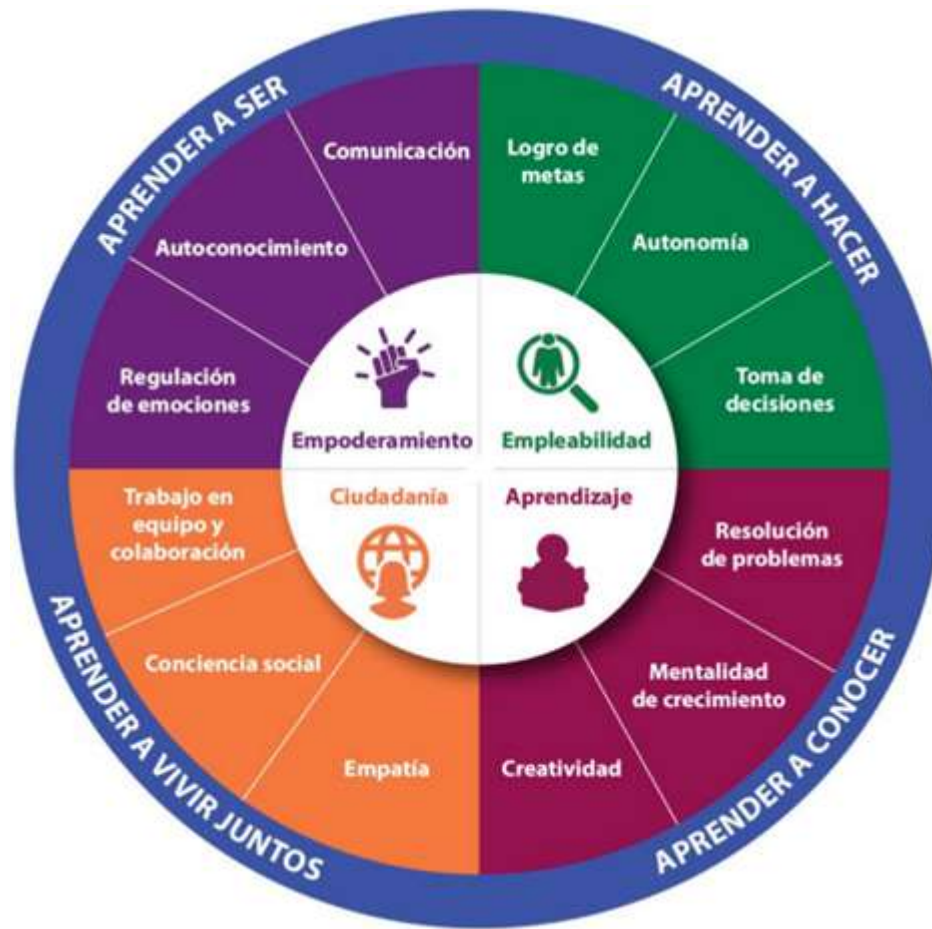 APRENDER A SER
Comunicación
Autoconocimiento
Regulación
de emociones
Empoderamiento
APRENDER A HACER
Logro de
metas
Autonomía
Toma de
decisiones
Empleabilidad
APRENDER A VIVIR JUNTOS
Trabajo en
equipo y
colaboración
Conciencia social
Empatía
Ciudadanía
APRENDER A CONOCER
Resolución
de problemas
Mentalidad
de crecimiento
Creatividad
Aprendizaje